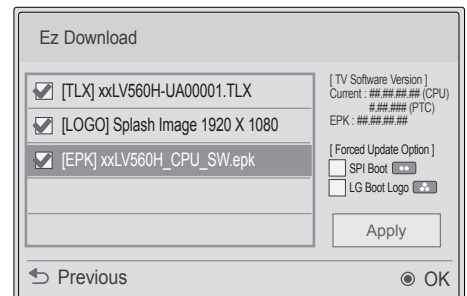 Ez Download
[TLX] xxLV560H-UA00001.TLX
[LOGO] Splash Image 1920 X 1080
[EPK] xxLV560H_CPU_SW.epk
[ TV Software Version ]
Current : ##.##.##.## (CPU)
#.##.### (PTC)
EPK : ##.##.##.##
[ Forced Update Option ]
SPI Boot
LG Boot Logo
Apply
Previous
OK